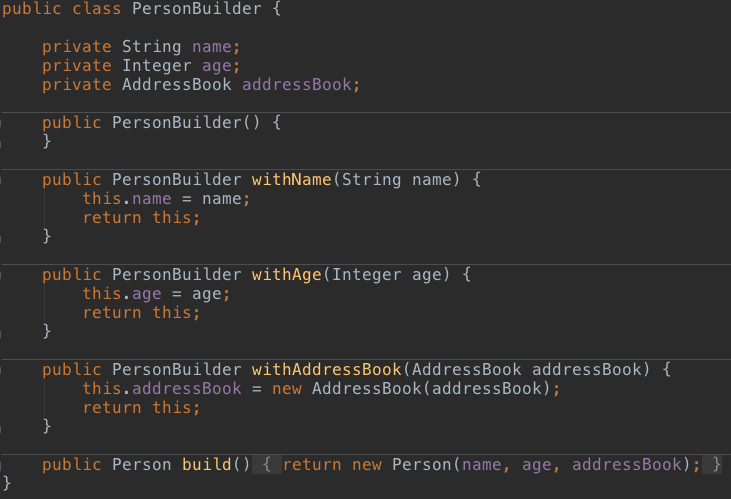 public class PersonBuilder {
    private String name;
    private Integer age;
    private AddressBook addressBook;
    public PersonBuilder() {
    }
    public PersonBuilder withName(String name) {
        this.name = name;
        return this;
    }
    public PersonBuilder withAge(Integer age) {
        this.age = age;
        return this;
    }
    public PersonBuilder withAddressBook(AddressBook addressBook) {
        this.addressBook = new AddressBook(addressBook);
        return this;
    }
    public Person build() { return new Person(name, age, addressBook); }
}